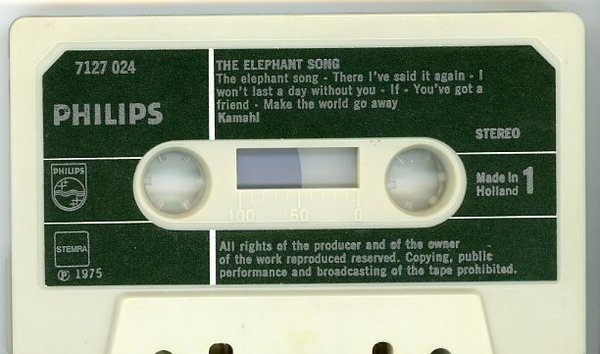 7127 024
PHILIPS
THE ELEPHANT SONG
The elephant song - There I've said it again - I
won't last a day without you - If - You've got a
friend - Make the world go away
Kamahl
STEREO
PHILIPS
Made in
Holland 1
100 50 0
STEMRA
℗ 1975
All rights of the producer and of the owner
of the work reproduced reserved. Copying, public
performance and broadcasting of the tape prohibited.